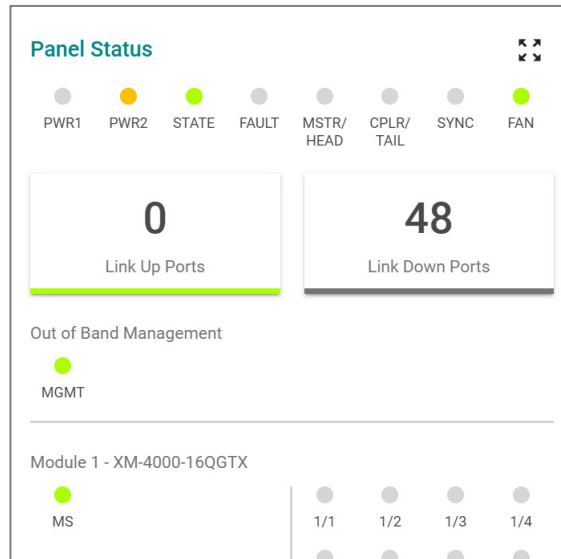 Panel Status
PWR1 PWR2 STATE FAULT MSTR/ CPLR/ SYNC FAN
HEAD TAIL
0 48
Link Up Ports Link Down Ports
Out of Band Management
MGMT
Module 1 - XM-4000-16QGTX
MS 1/1 1/2 1/3 1/4